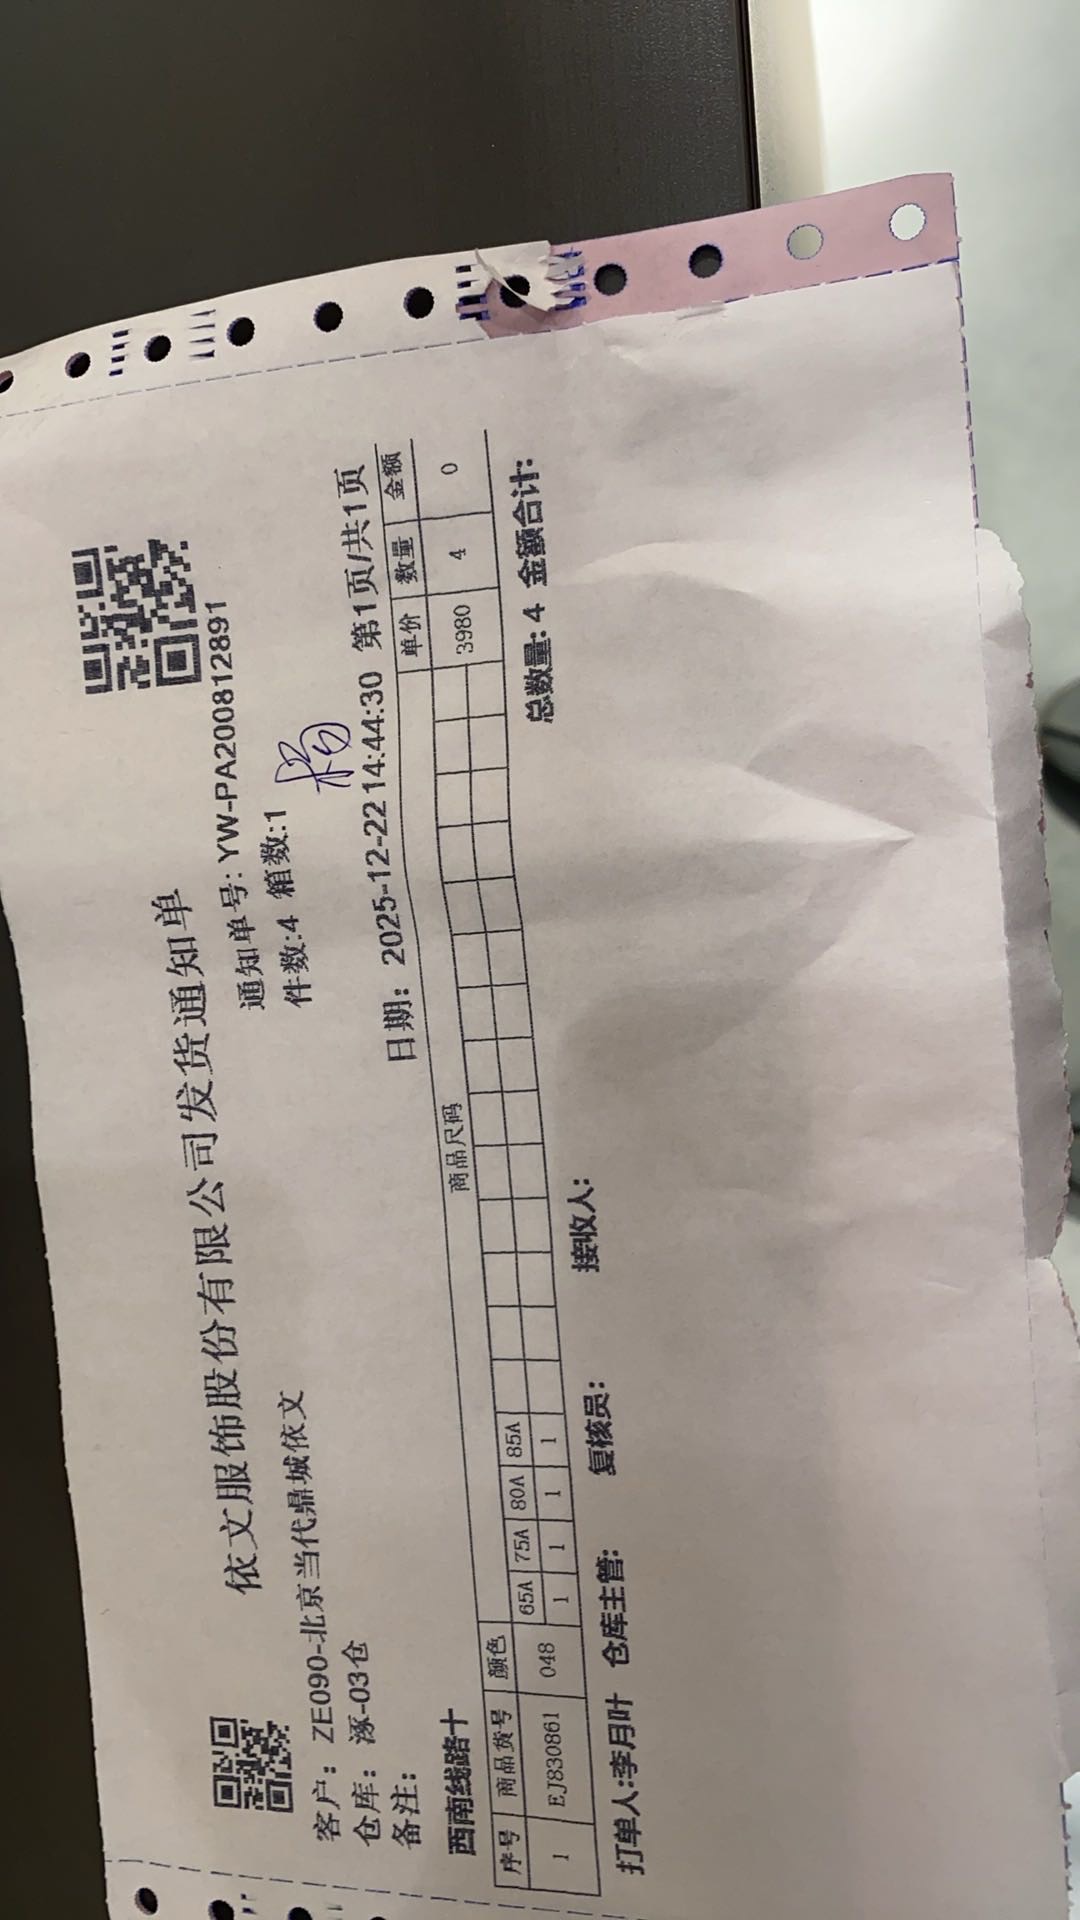 依文服饰股份有限公司发货通知单
客户： ZE090-北京当代鼎城依文
通知单号: YW-PA200812891
仓库： 涿-03仓
件数:4 箱数:1
杨
备注：
日期： 2025-12-22 14:44:30 第1页/共1页
西南线路十
序号 商品货号 颜色 商品尺码 单价 数量 金额
65A 75A 80A 85A
1 EJ830861 048 1 1 1 1 3980 4 0
总数量: 4 金额合计:
打单人:李月叶 仓库主管: 复核员: 接收人: